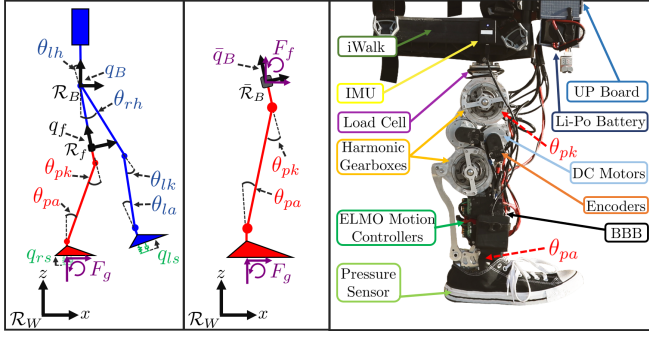 θ_lh
q_B
R_B
θ_rh
q_f
R_f
θ_pk
θ_lk
θ_pa
θ_la
q_rs
F_g
q_ls
z
x
R_W
q̄_B
F_f
R̄_B
θ_pk
θ_pa
F_g
z
x
R_W
iWalk
IMU
Load Cell
Harmonic
Gearboxes
ELMO Motion
Controllers
Pressure
Sensor
UP Board
Li-Po Battery
θ_pk
DC Motors
Encoders
BBB
θ_pa